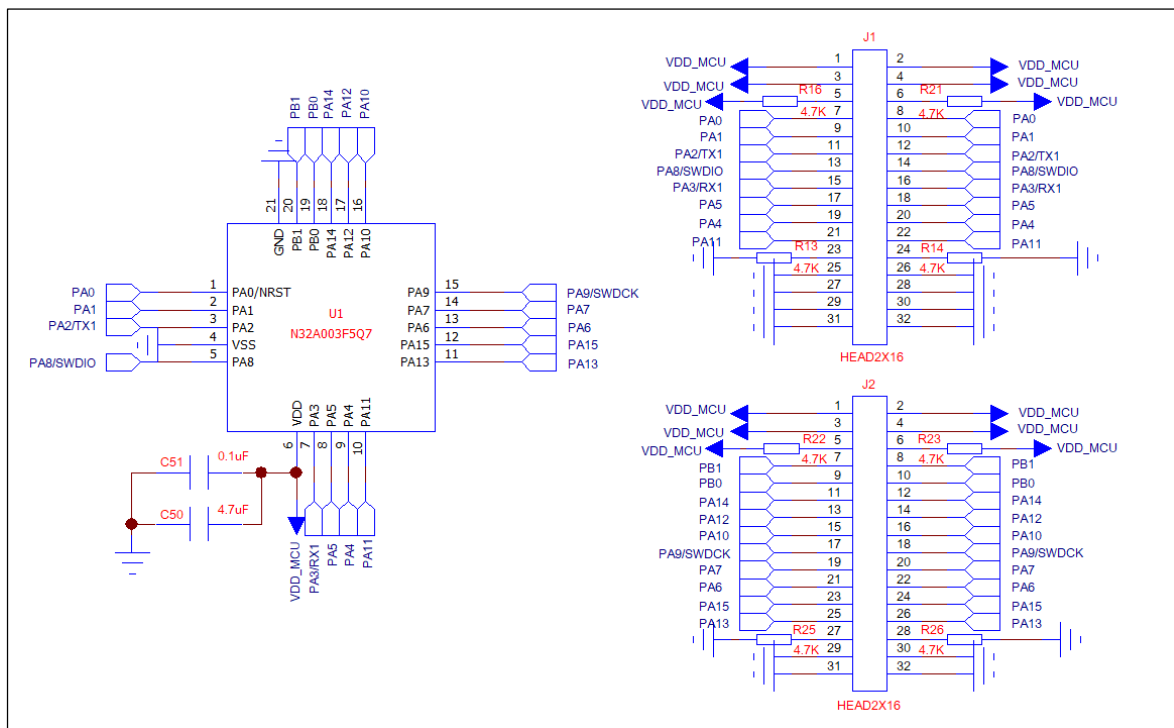 PB1
PB0
PA14
PA12
PA10
21
20
19
18
17
16
GND
PB1
PB0
PA14
PA12
PA10
PA0
1
PA0/NRST
PA9
15
PA9/SWDCK
PA1
2
PA1
PA7
14
PA7
PA2/TX1
3
PA2
U1
PA6
13
PA6
4
VSS
N32A003F5Q7
PA15
12
PA15
PA8/SWDIO
5
PA8
PA13
11
PA13
VDD
PA3
PA5
PA4
PA11
6
7
8
9
10
C51
0.1uF
C50
4.7uF
VDD_MCU
PA3/RX1
PA5
PA4
PA11
J1
VDD_MCU
1
2
VDD_MCU
VDD_MCU
3
4
VDD_MCU
VDD_MCU
R16
5
6
R21
VDD_MCU
PA0
4.7K
7
8
4.7K
PA0
PA1
9
10
PA1
PA2/TX1
11
12
PA2/TX1
PA8/SWDIO
13
14
PA8/SWDIO
PA3/RX1
15
16
PA3/RX1
PA5
17
18
PA5
PA4
19
20
PA4
PA11
21
22
PA11
R13
23
24
R14
4.7K
25
26
4.7K
27
28
29
30
31
32
HEAD2X16
J2
VDD_MCU
1
2
VDD_MCU
VDD_MCU
3
4
VDD_MCU
VDD_MCU
R22
5
6
R23
VDD_MCU
PB1
4.7K
7
8
4.7K
PB1
PB0
9
10
PB0
PA14
11
12
PA14
PA12
13
14
PA12
PA10
15
16
PA10
PA9/SWDCK
17
18
PA9/SWDCK
PA7
19
20
PA7
PA6
21
22
PA6
PA15
23
24
PA15
PA13
25
26
PA13
R25
27
28
R26
4.7K
29
30
4.7K
31
32
HEAD2X16